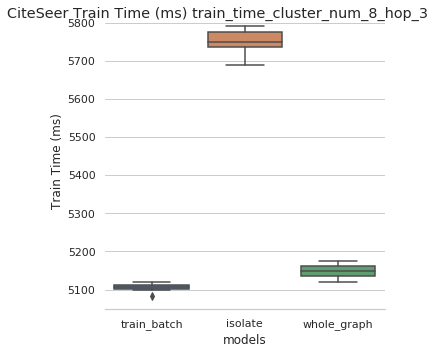 CiteSeer Train Time (ms) train_time_cluster_num_8_hop_3
5800
5700
5600
5500
5400
5300
5200
5100
Train Time (ms)
train_batch isolate whole_graph
models